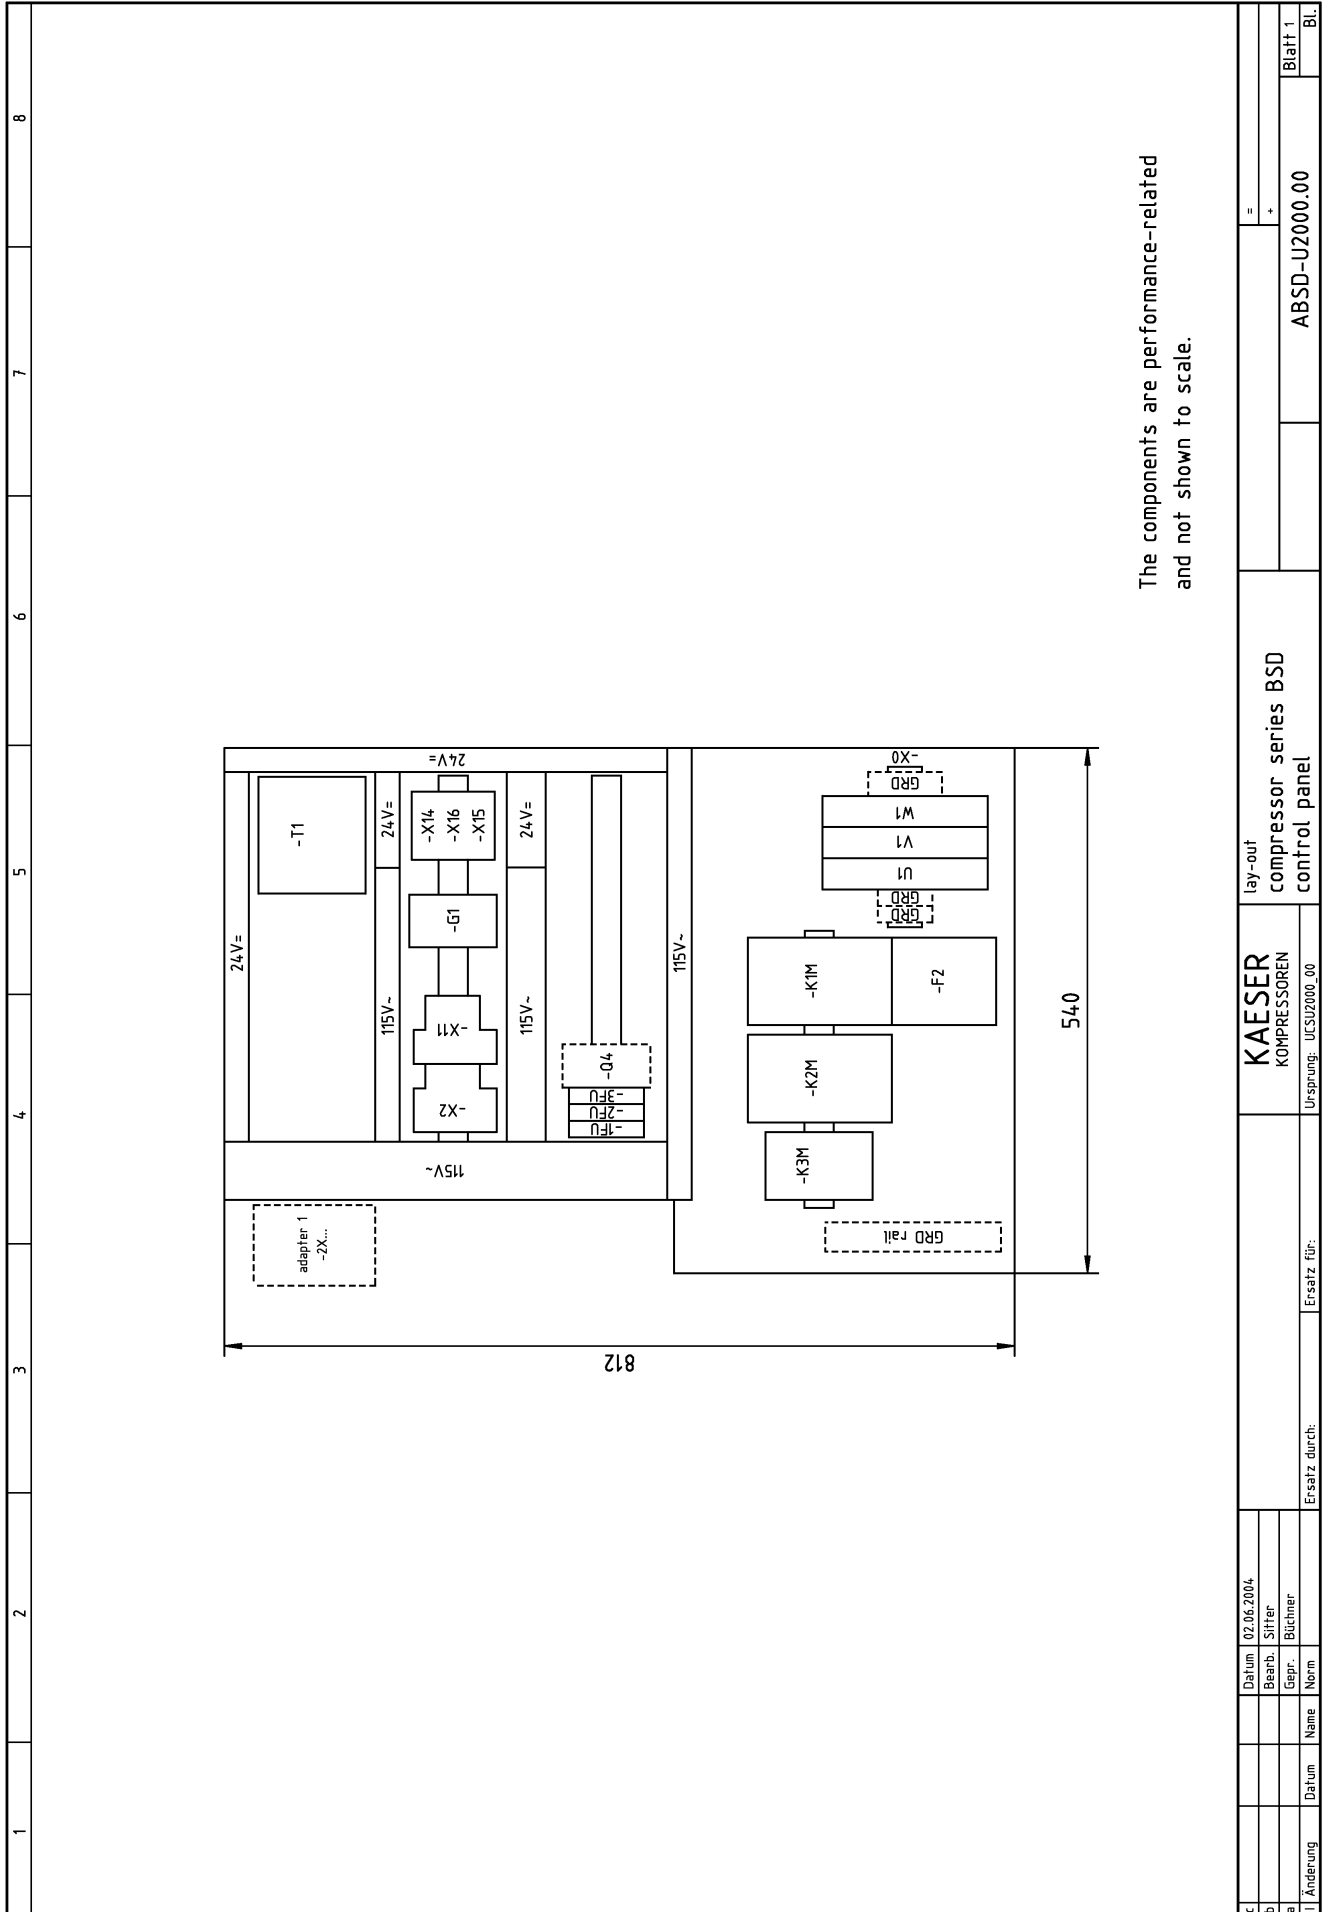 1
2
3
4
5
6
7
8
24V=
-T1
24V=
115V~
24V=
-X14
-X16
-X15
-G1
-X11
-X2
24V=
115V~
-Q4
-3FU
-2FU
-1FU
115V~
115V~
adapter 1
-2X...
-X0
GRD
W1
V1
U1
GRD
GRD
-K1M
-F2
-K2M
-K3M
GRD rail
540
812
The components are performance-related
and not shown to scale.
c
b
a
Änderung
Datum
Name
Datum 02.06.2004
Bearb. Sitter
Gepr. Büchner
Norm
Ersatz durch:
Ersatz für:
KAESER
KOMPRESSOREN
Ursprung: UCSU2000_00
lay-out
compressor series BSD
control panel
=
+
ABSD-U2000.00
Blatt 1
Bl.